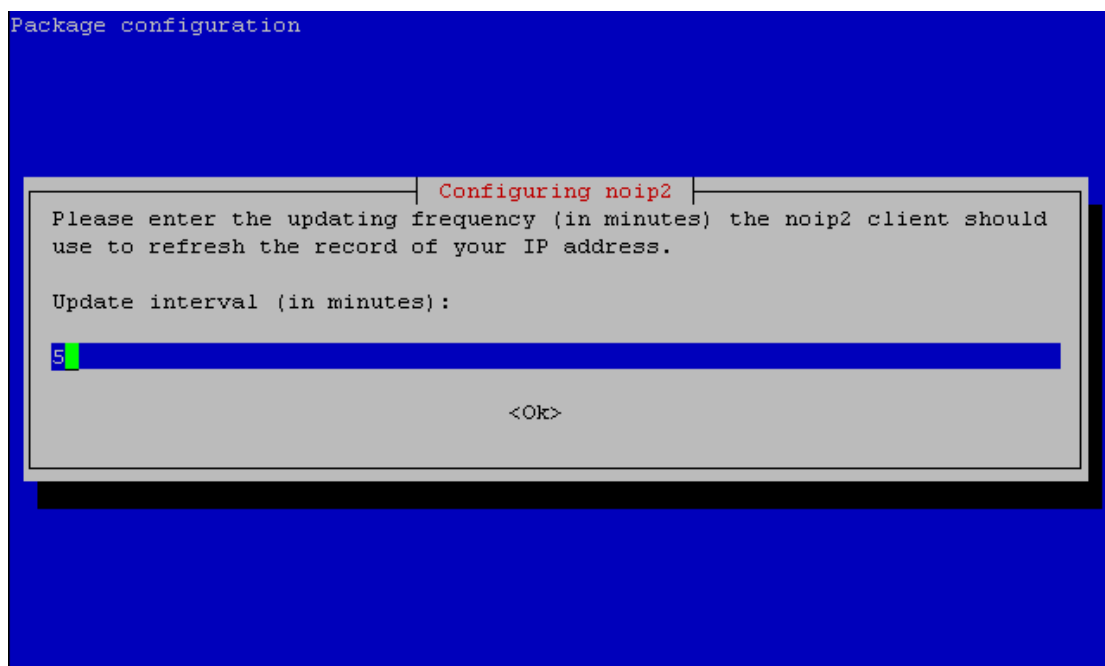 Package configuration
Configuring noip2
Please enter the updating frequency (in minutes) the noip2 client should
use to refresh the record of your IP address.
Update interval (in minutes):
5
<Ok>